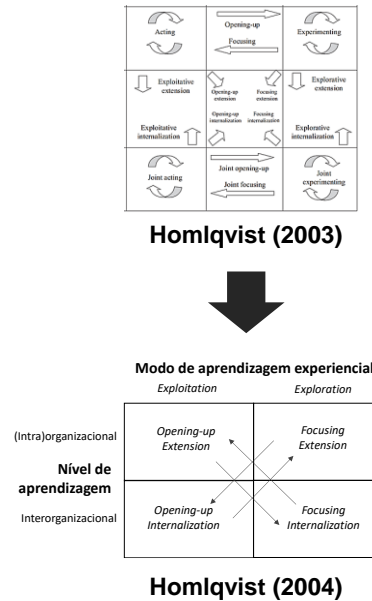 Acting
Opening-up
Focusing
Experimenting
Exploitative
extension
Opening-up
extension
Focusing
extension
Explorative
extension
Exploitative
internalization
Opening-up
internalization
Focusing
internalization
Explorative
internalization
Joint acting
Joint opening-up
Joint focusing
Joint
experimenting
Homlqvist (2003)
Modo de aprendizagem experiencial
Exploitation
Exploration
(Intra)organizacional
Opening-up
Extension
Focusing
Extension
Nível de
aprendizagem
Interorganizacional
Opening-up
Internalization
Focusing
Internalization
Homlqvist (2004)